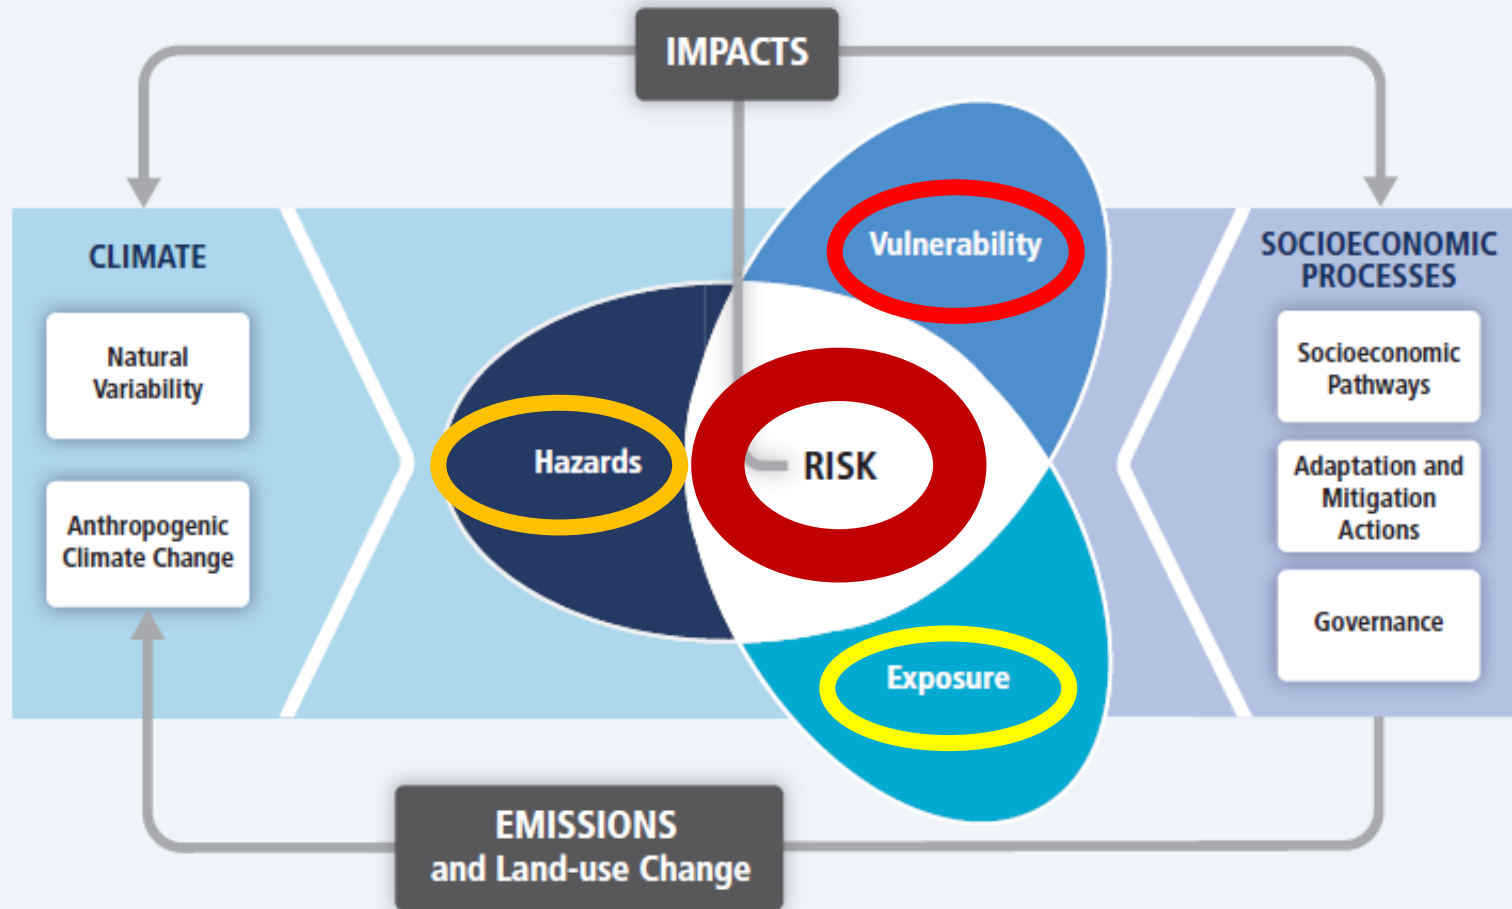 IMPACTS
CLIMATE
Natural
Variability
Anthropogenic
Climate Change
Vulnerability
Hazards
RISK
Exposure
SOCIOECONOMIC
PROCESSES
Socioeconomic
Pathways
Adaptation and
Mitigation
Actions
Governance
EMISSIONS
and Land-use Change